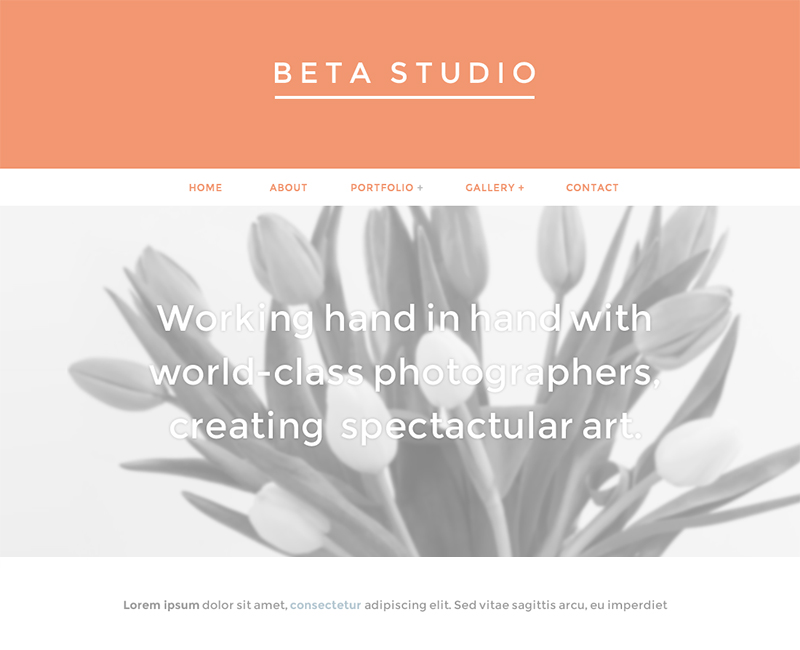 BETA STUDIO
HOME ABOUT PORTFOLIO + GALLERY + CONTACT
Working hand in hand with
world-class photographers,
creating spectactular art.
Lorem ipsum dolor sit amet, consectetur adipiscing elit. Sed vitae sagittis arcu, eu imperdiet